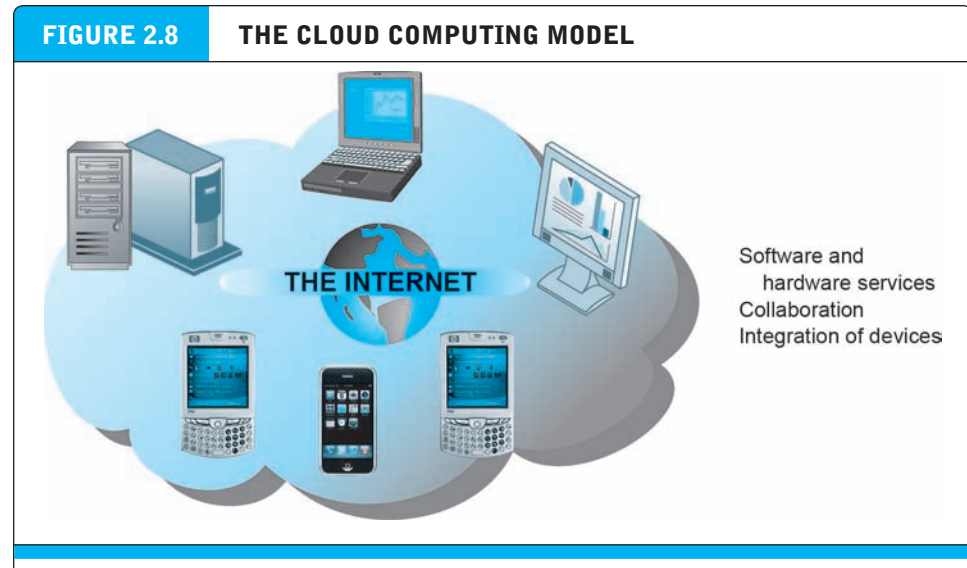 FIGURE 2.8 THE CLOUD COMPUTING MODEL
THE INTERNET
Software and
hardware services
Collaboration
Integration of devices